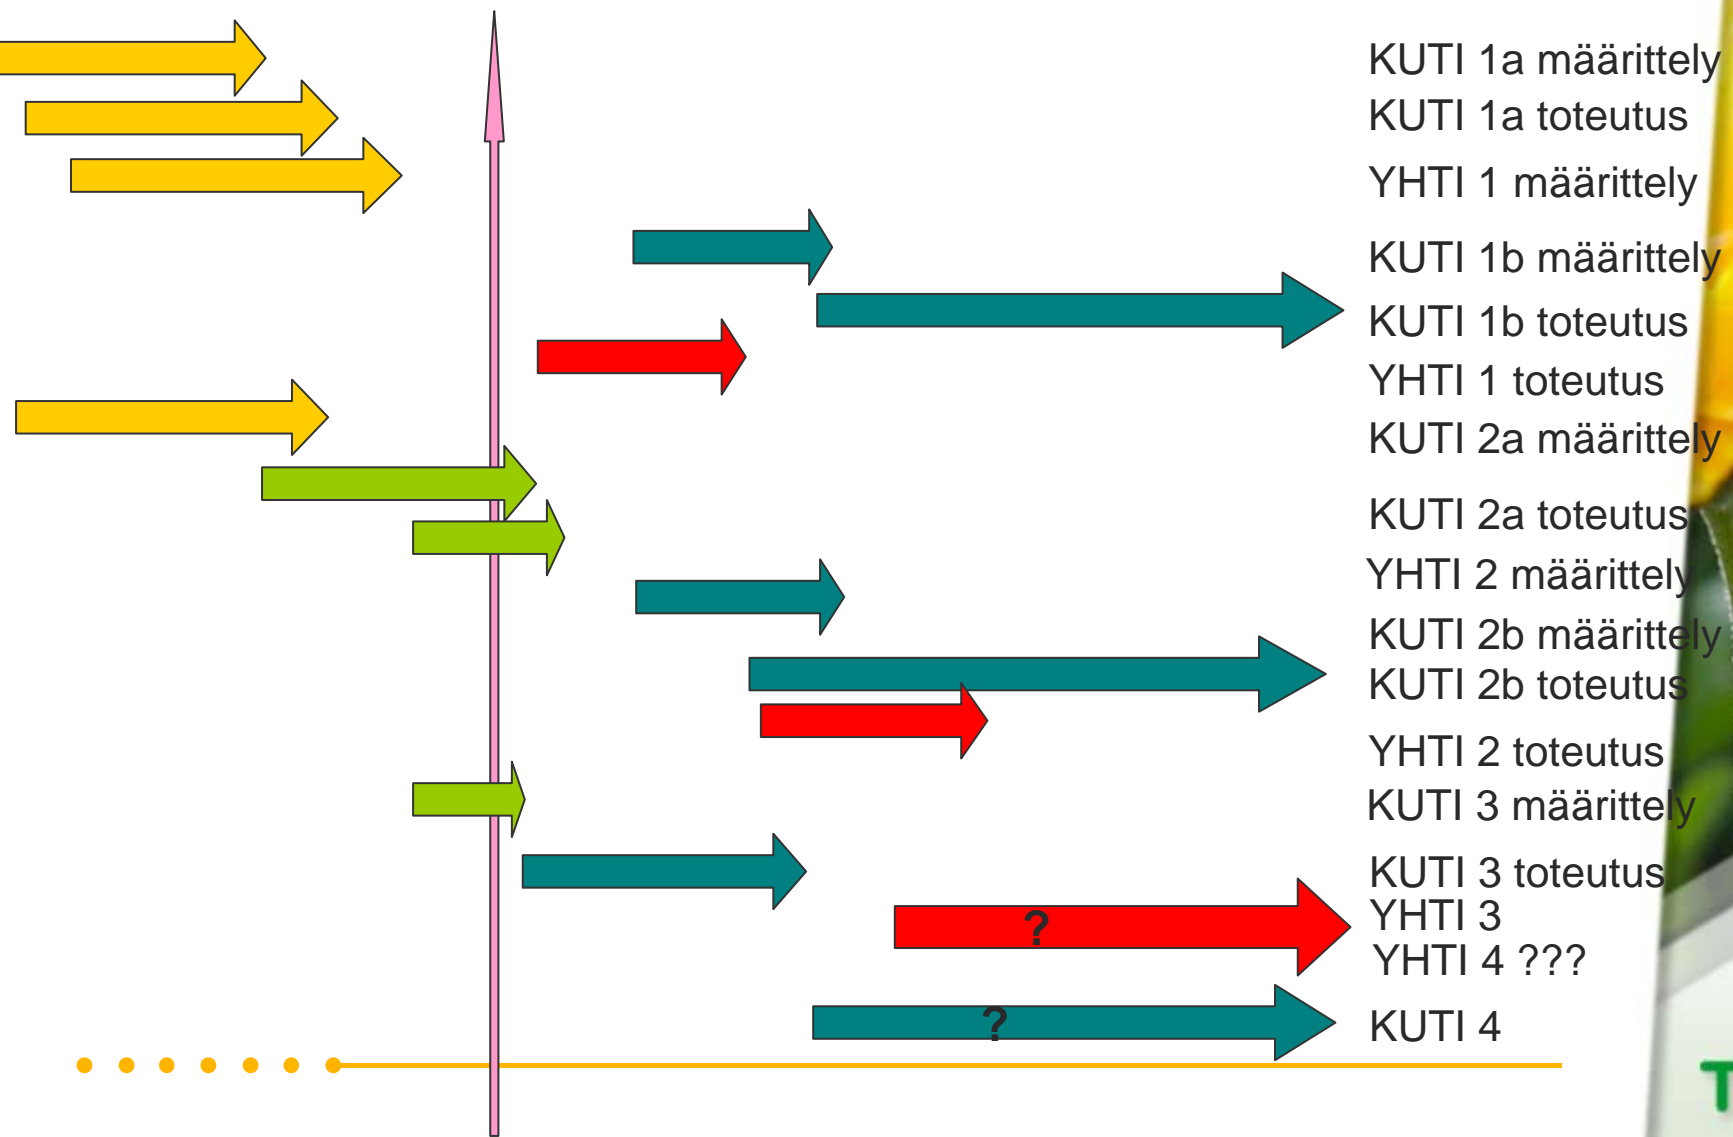 KUTI 1a määrittely
KUTI 1a toteutus
YHTI 1 määrittely
KUTI 1b määrittely
KUTI 1b toteutus
YHTI 1 toteutus
KUTI 2a määrittely
KUTI 2a toteutus
YHTI 2 määrittely
KUTI 2b määrittely
KUTI 2b toteutus
YHTI 2 toteutus
KUTI 3 määrittely
KUTI 3 toteutus
? YHTI 3
YHTI 4 ???
? KUTI 4